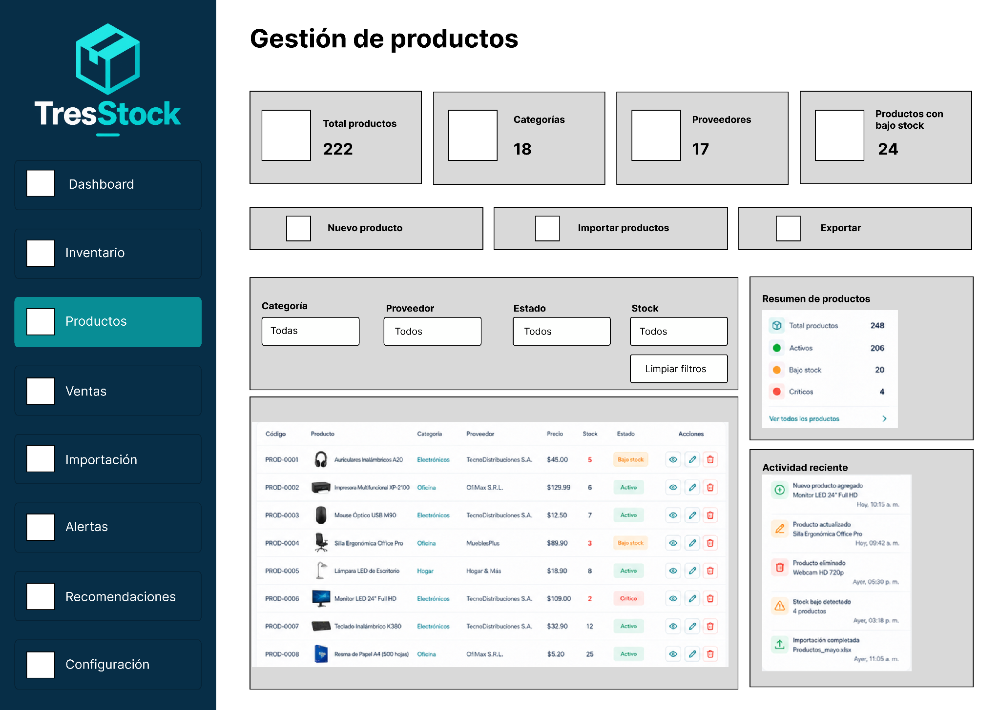 TresStock
Dashboard
Inventario
Productos
Ventas
Importación
Alertas
Recomendaciones
Configuración
Gestión de productos
Total productos
222
Categorías
18
Proveedores
17
Productos con
bajo stock
24
Nuevo producto
Importar productos
Exportar
Categoría
Todas
Proveedor
Todos
Estado
Todos
Stock
Todos
Limpiar filtros
Código Producto Categoría Proveedor Precio Stock Estado Acciones
PROD-0001 Auriculares Inalámbricos A20 Electrónicos TecnoDistribuciones S.A. $45.00 5 Bajo stock
PROD-0002 Impresora Multifuncional XP-2100 Oficina OfiMax S.R.L. $129.99 6 Activo
PROD-0003 Mouse Óptico USB M90 Electrónicos TecnoDistribuciones S.A. $12.50 7 Activo
PROD-0004 Silla Ergonómica Office Pro Oficina MueblesPlus $89.90 3 Bajo stock
PROD-0005 Lámpara LED de Escritorio Hogar Hogar & Más $18.90 8 Activo
PROD-0006 Monitor LED 24" Full HD Electrónicos TecnoDistribuciones S.A. $109.00 2 Crítico
PROD-0007 Teclado Inalámbrico K380 Electrónicos TecnoDistribuciones S.A. $32.90 12 Activo
PROD-0008 Resma de Papel A4 (500 hojas) Oficina OfiMax S.R.L. $5.20 25 Activo
Resumen de productos
Total productos 248
Activos 206
Bajo stock 20
Críticos 4
Ver todos los productos
Actividad reciente
Nuevo producto agregado
Monitor LED 24" Full HD
Hoy, 10:15 a. m.
Producto actualizado
Silla Ergonómica Office Pro
Hoy, 09:42 a. m.
Producto eliminado
Webcam HD 720p
Ayer, 05:30 p. m.
Stock bajo detectado
4 productos
Ayer, 03:18 p. m.
Importación completada
Productos_mayo.xlsx
Ayer, 11:05 a. m.